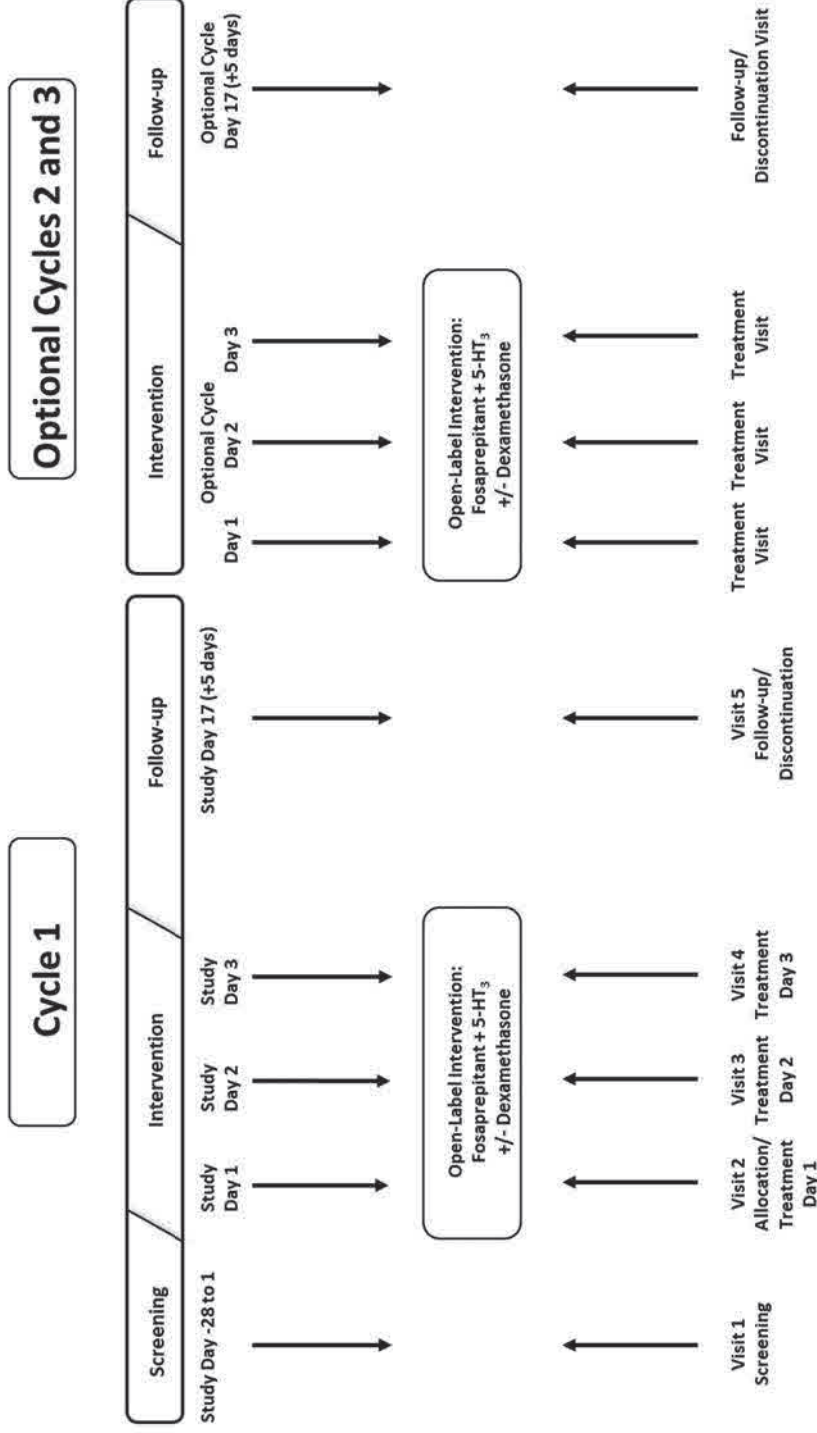 Cycle 1
Optional Cycles 2 and 3
Screening
Intervention
Follow-up
Intervention
Follow-up
Study Day -28 to 1
Study
Day 1
Study
Day 2
Study
Day 3
Study Day 17 (+5 days)
Day 1
Optional Cycle
Day 2
Day 3
Optional Cycle
Day 17 (+5 days)
Open-Label Intervention:
Fosaprepitant + 5-HT₃
+/- Dexamethasone
Open-Label Intervention:
Fosaprepitant + 5-HT₃
+/- Dexamethasone
Visit 1
Screening
Visit 2
Allocation/
Treatment
Day 1
Visit 3
Treatment
Day 2
Visit 4
Treatment
Day 3
Visit 5
Follow-up/
Discontinuation
Treatment
Visit
Treatment
Visit
Treatment
Visit
Follow-up/
Discontinuation Visit